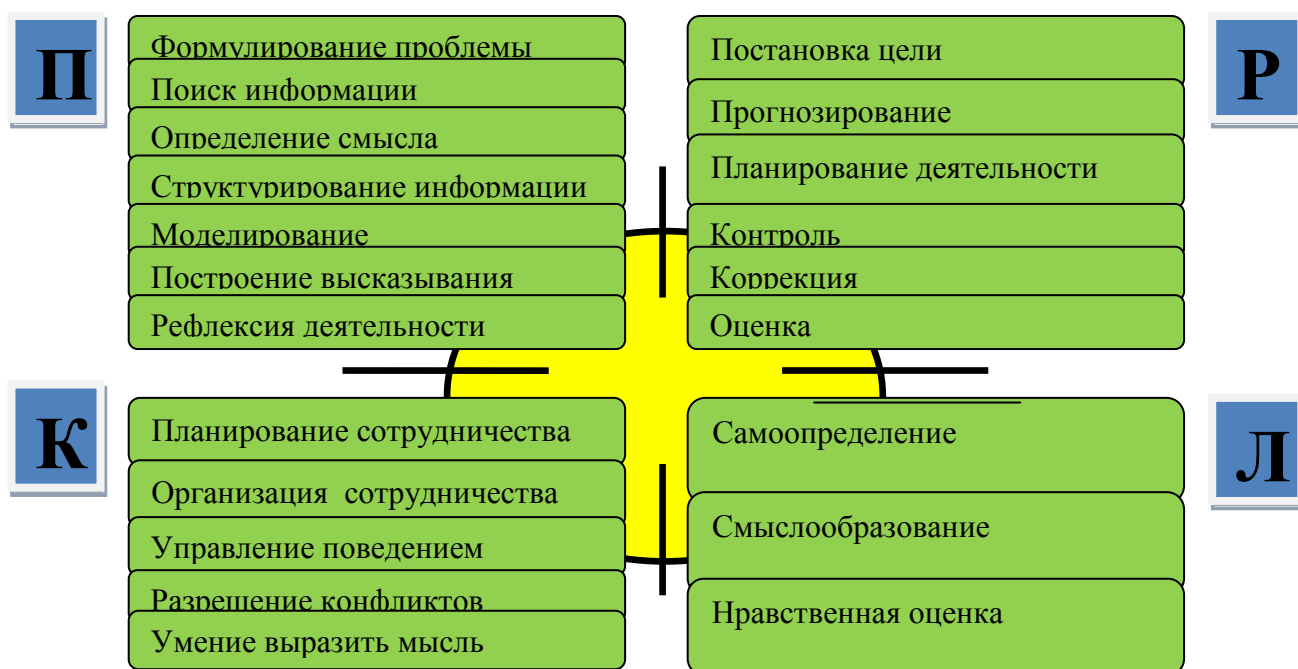 П
Формулирование проблемы
Поиск информации
Определение смысла
Структурирование информации
Моделирование
Построение высказывания
Рефлексия деятельности
Р
Постановка цели
Прогнозирование
Планирование деятельности
Контроль
Коррекция
Оценка
К
Планирование сотрудничества
Организация сотрудничества
Управление поведением
Разрешение конфликтов
Умение выразить мысль
Л
Самоопределение
Смыслообразование
Нравственная оценка